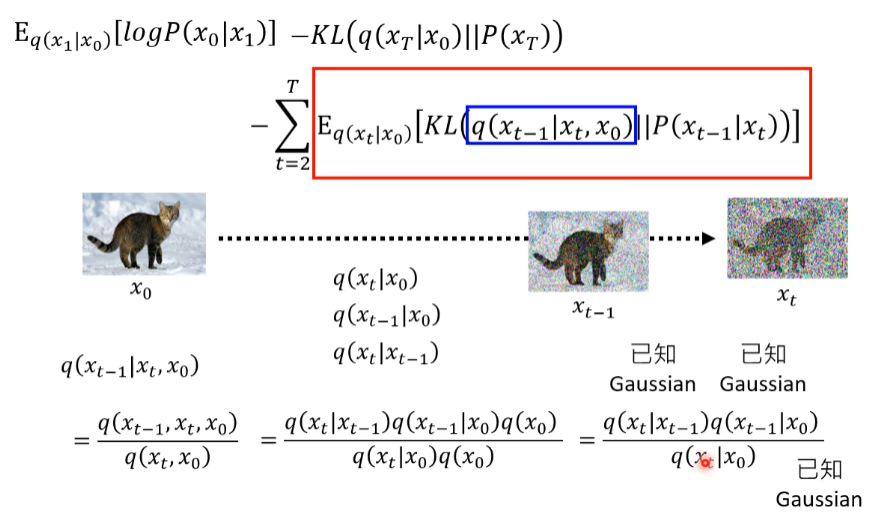 E_{q(x_1|x_0)}[logP(x_0|x_1)] −KL(q(x_T|x_0)||P(x_T))
−∑_{t=2}^{T} E_{q(x_t|x_0)}[KL(q(x_{t−1}|x_t, x_0)||P(x_{t−1}|x_t))]
x_0
x_{t−1}
x_t
q(x_t|x_0)
q(x_{t−1}|x_0)
q(x_t|x_{t−1})
q(x_{t−1}|x_t, x_0)
已知
Gaussian
已知
Gaussian
= \frac{q(x_{t−1}, x_t, x_0)}{q(x_t, x_0)} = \frac{q(x_t|x_{t−1})q(x_{t−1}|x_0)q(x_0)}{q(x_t|x_0)q(x_0)} = \frac{q(x_t|x_{t−1})q(x_{t−1}|x_0)}{q(x_t|x_0)}
已知
Gaussian